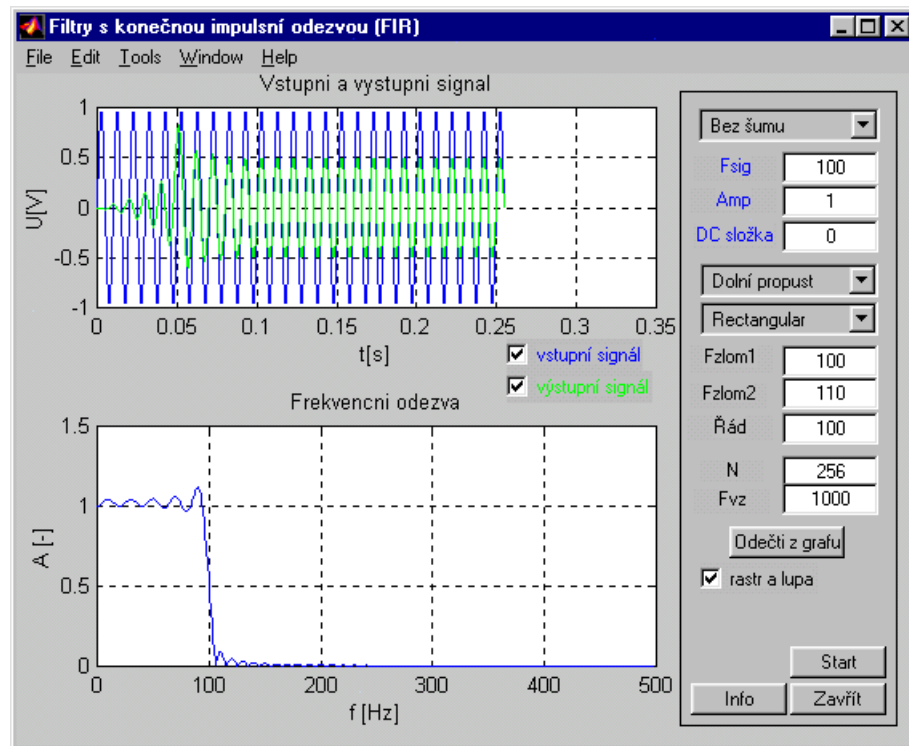 Filtry s konečnou impulsní odezvou (FIR)
File Edit Tools Window Help
Vstupni a vystupni signal
1
0.5
0
-0.5
-1
U[V]
0 0.05 0.1 0.15 0.2 0.25 0.3 0.35
t[s]
vstupní signál
výstupní signál
Frekvencni odezva
1.5
1
0.5
0
A [-]
0 100 200 300 400 500
f [Hz]
Bez šumu
Fsig 100
Amp 1
DC složka 0
Dolní propust
Rectangular
Fzlom1 100
Fzlom2 110
Řád 100
N 256
Fvz 1000
Odečti z grafu
rastr a lupa
Start
Info Zavřít